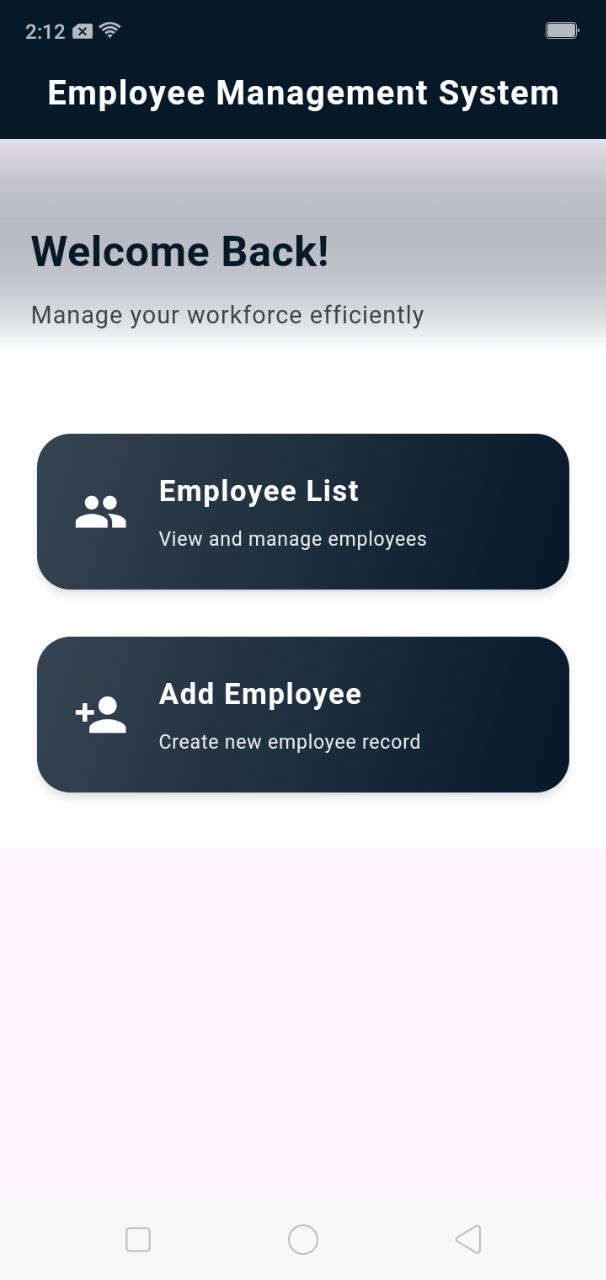 2:12
Employee Management System
Welcome Back!
Manage your workforce efficiently
Employee List
View and manage employees
Add Employee
Create new employee record